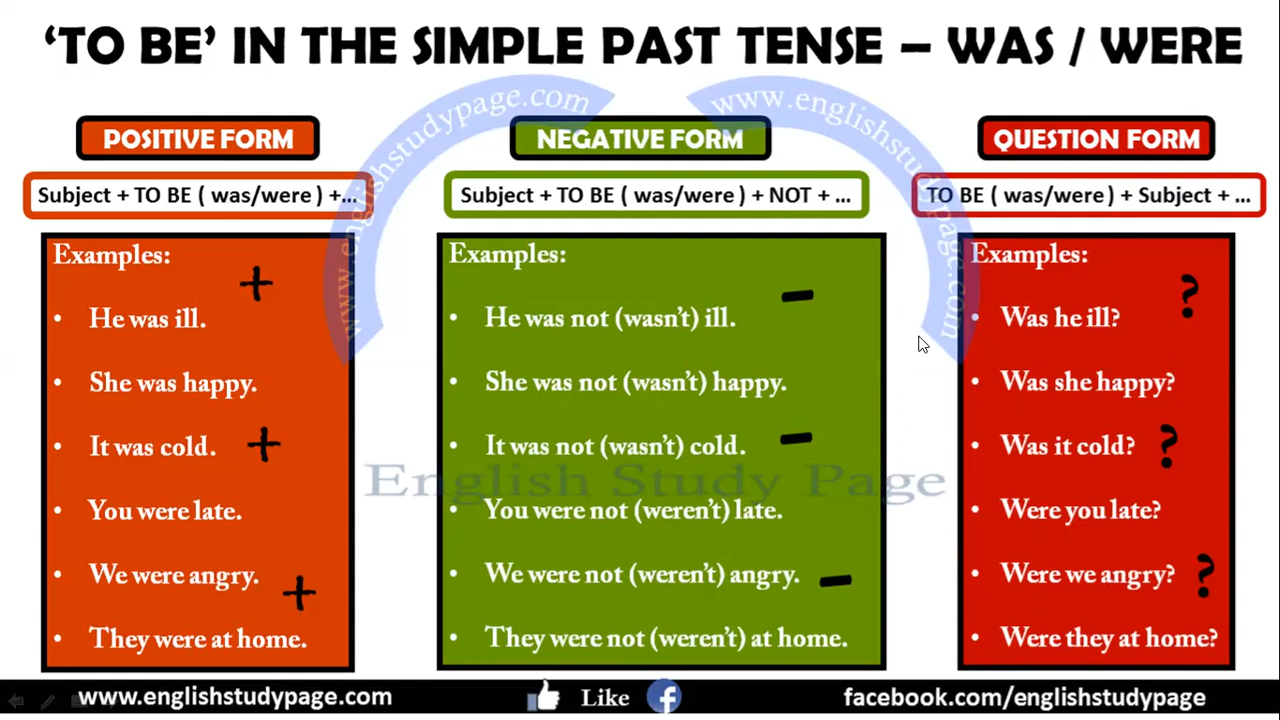 ‘TO BE’ IN THE SIMPLE PAST TENSE – WAS / WERE
POSITIVE FORM
Subject + TO BE ( was/were ) +...
Examples:
+
• He was ill.
• She was happy.
• It was cold. +
• You were late.
• We were angry. +
• They were at home.
NEGATIVE FORM
Subject + TO BE ( was/were ) + NOT + ...
Examples:
–
• He was not (wasn’t) ill.
• She was not (wasn’t) happy.
• It was not (wasn’t) cold. –
• You were not (weren’t) late.
• We were not (weren’t) angry. –
• They were not (weren’t) at home.
QUESTION FORM
TO BE ( was/were ) + Subject + ...
Examples:
?
• Was he ill?
• Was she happy?
• Was it cold? ?
• Were you late?
• Were we angry? ?
• Were they at home?
www.englishstudypage.com
www.englishstudypage.com
English Study Page
www.englishstudypage.com
Like
f
facebook.com/englishstudypage